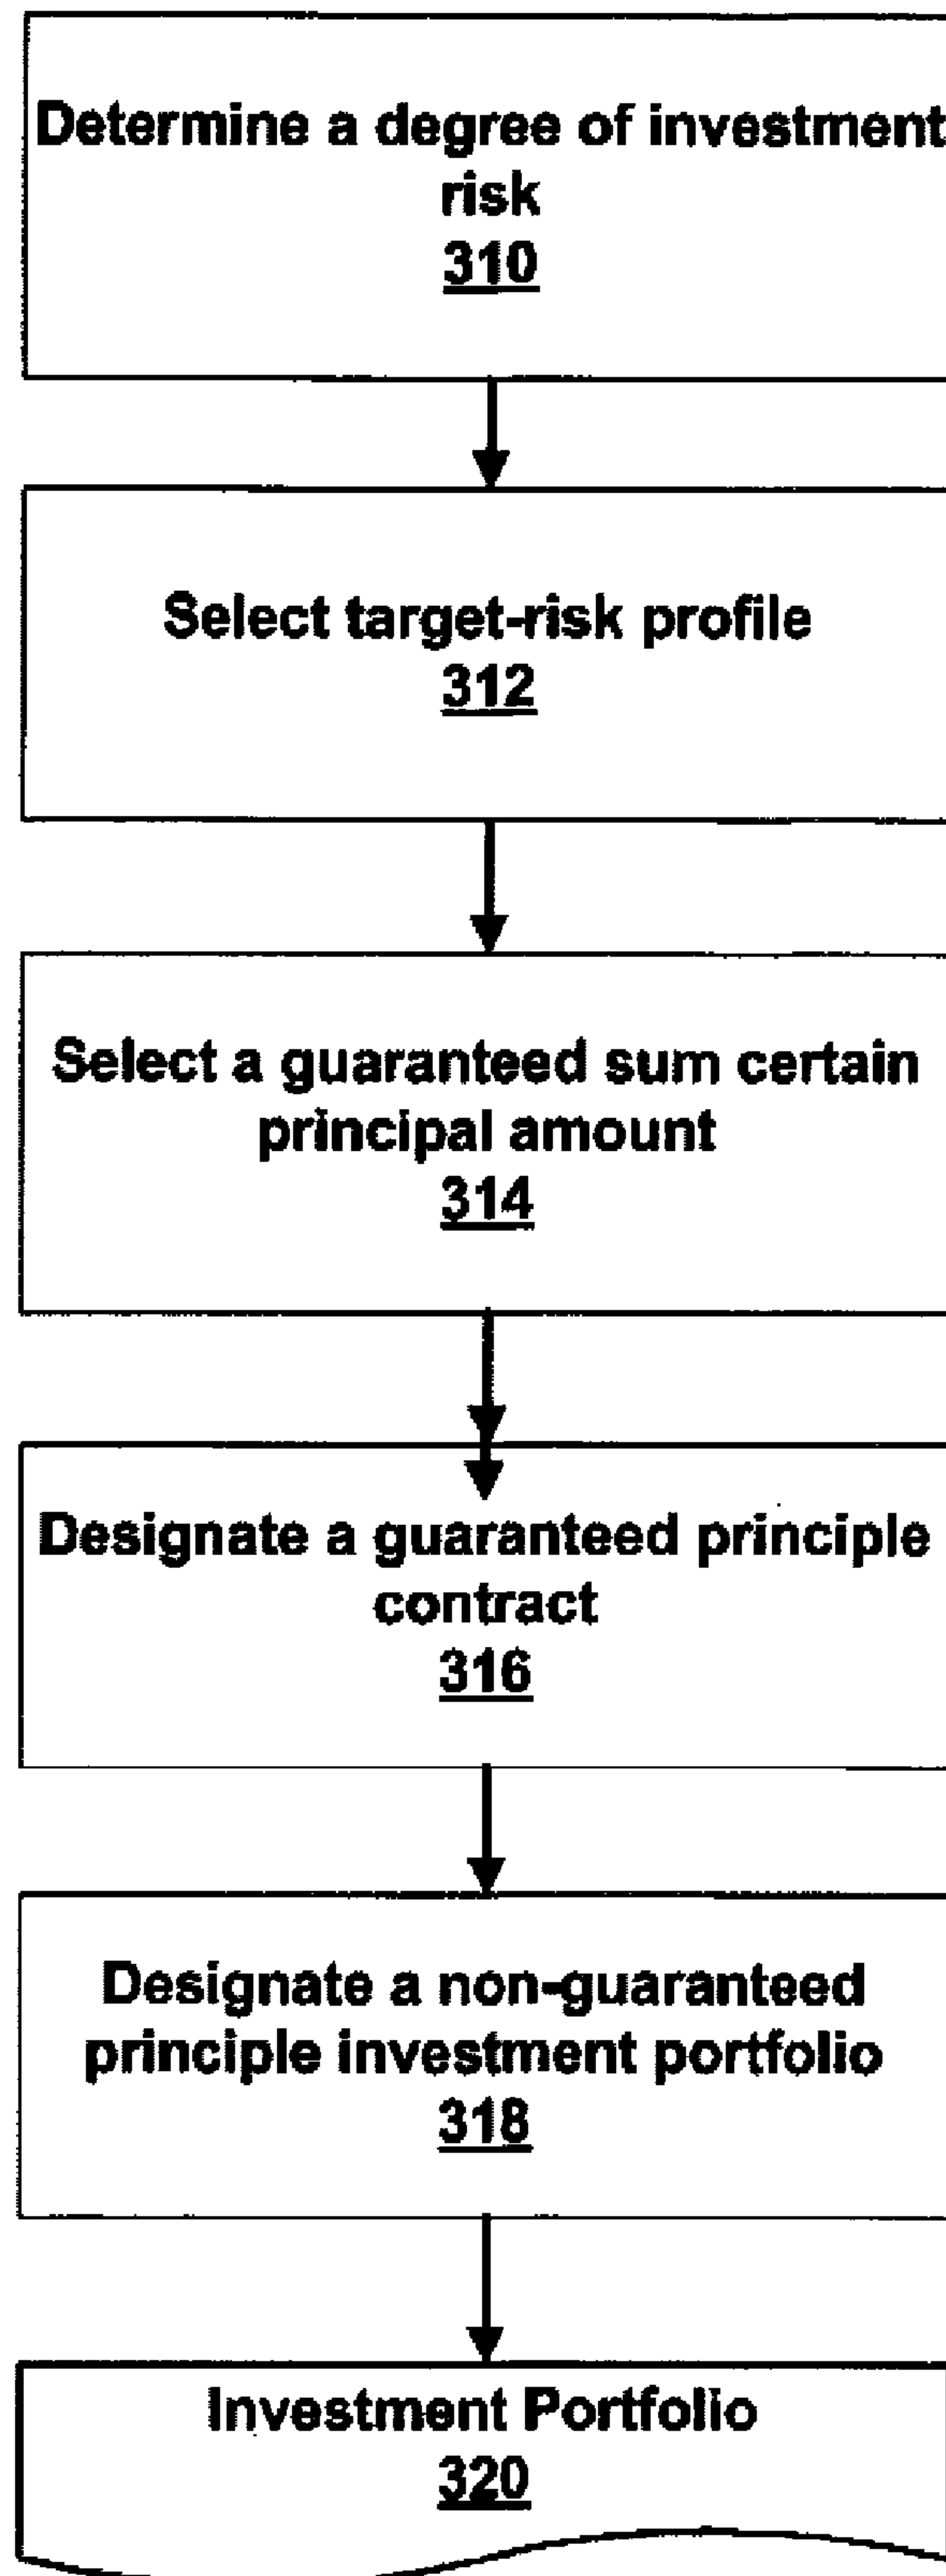 Determine a degree of investment
risk
310
Select target-risk profile
312
Select a guaranteed sum certain
principal amount
314
Designate a guaranteed principle
contract
316
Designate a non-guaranteed
principle investment portfolio
318
Investment Portfolio
320